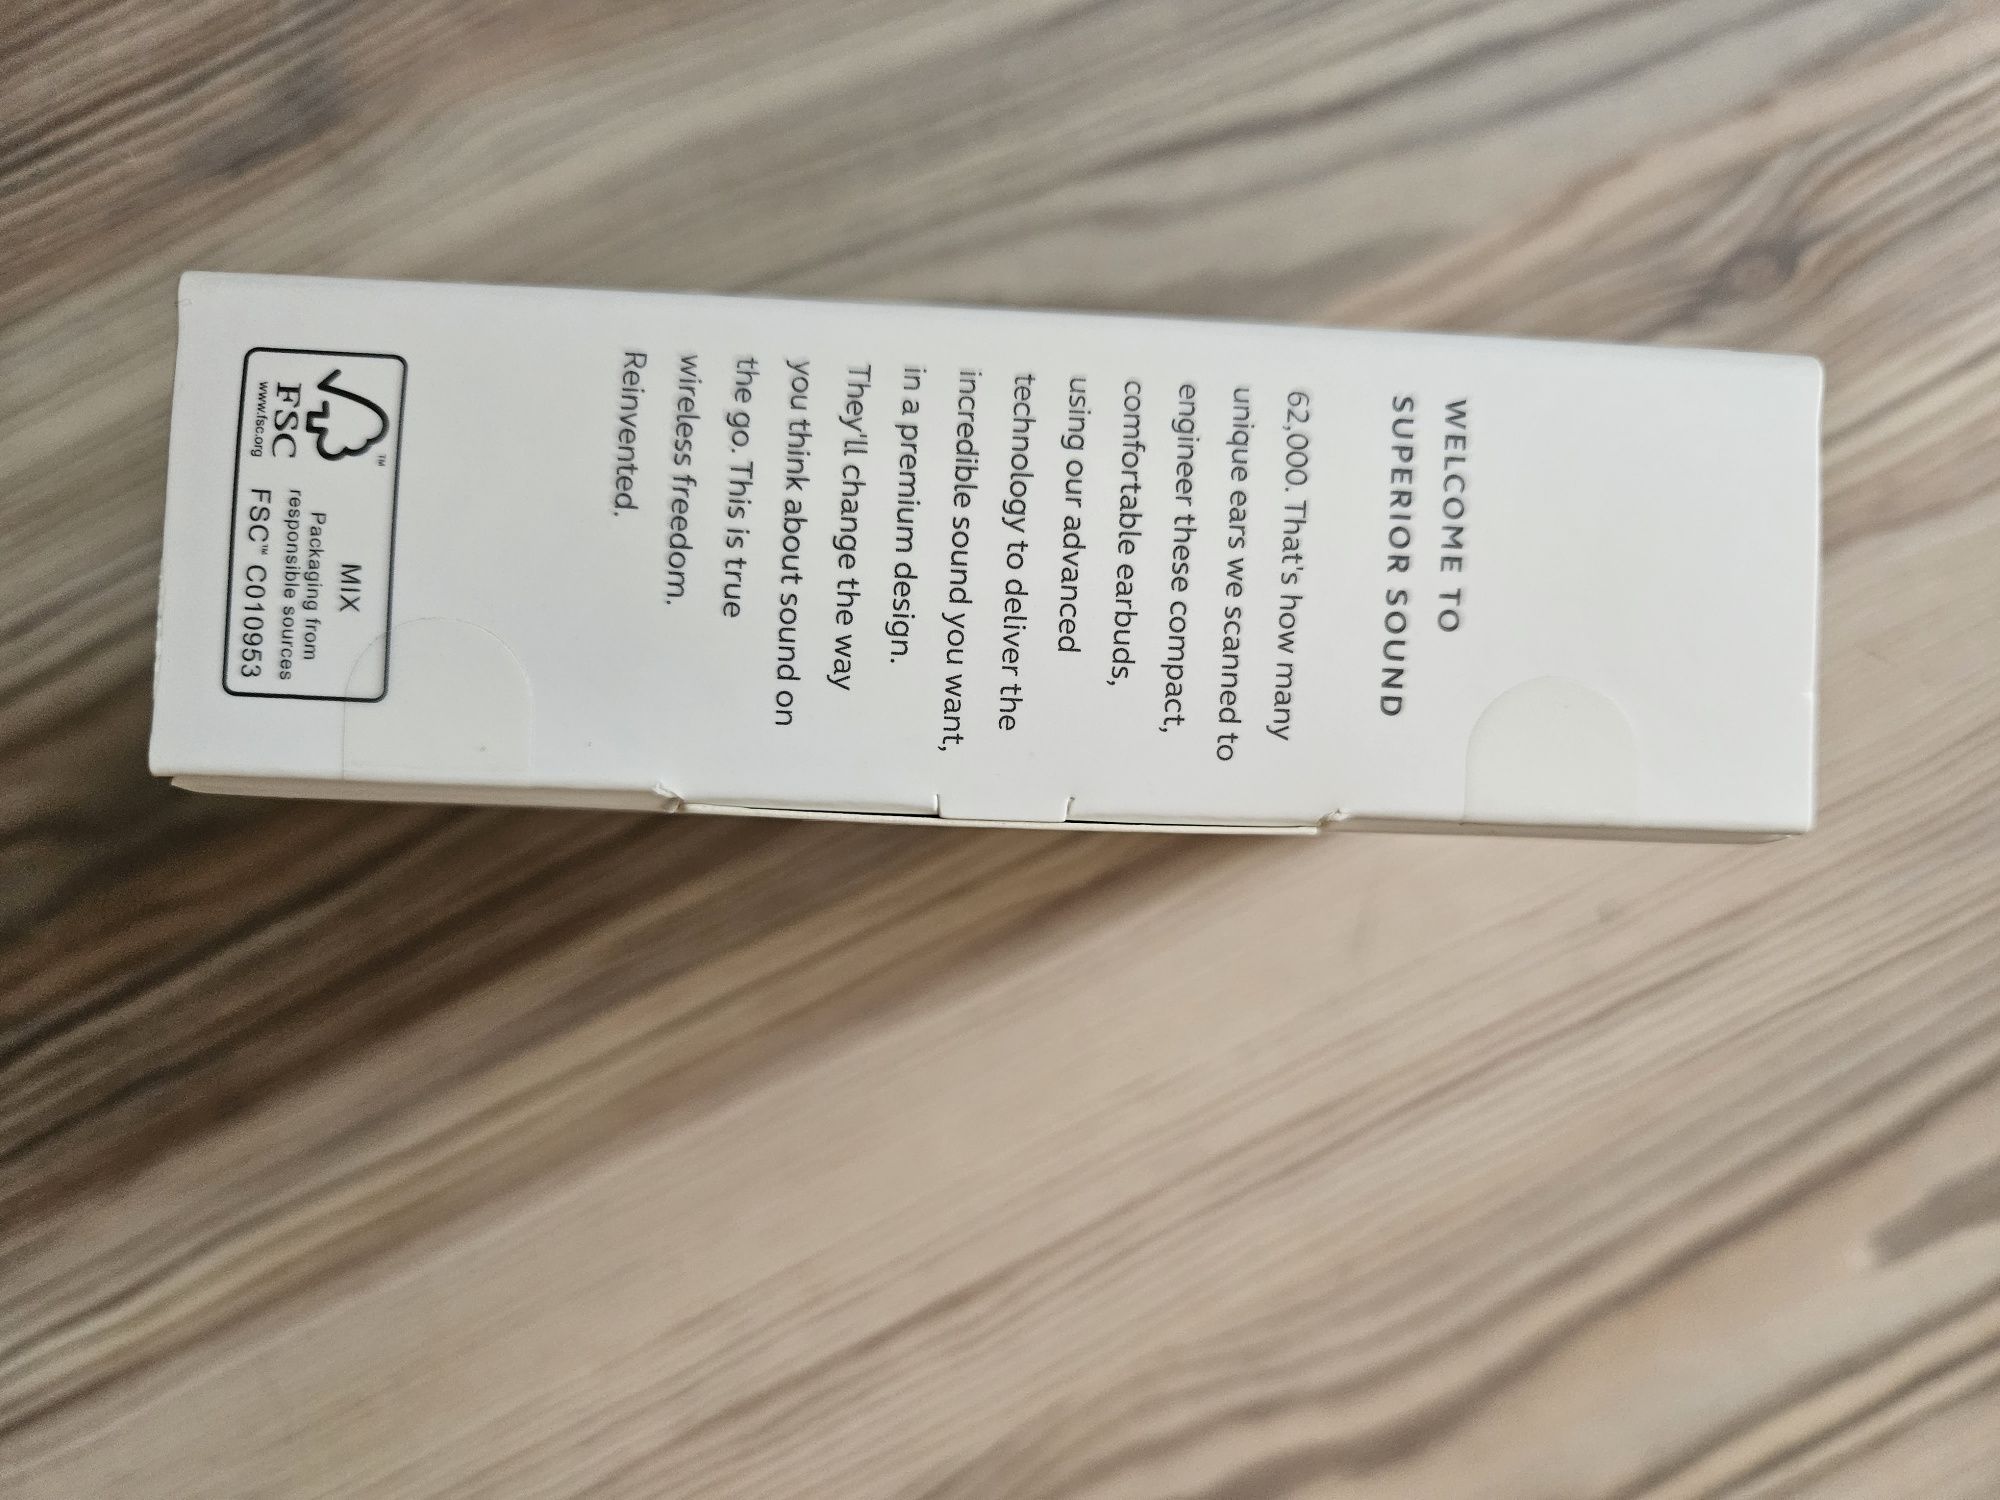 WELCOME TO
SUPERIOR SOUND
62,000. That's how many
unique ears we scanned to
engineer these compact,
comfortable earbuds,
using our advanced
technology to deliver the
incredible sound you want,
in a premium design.
They'll change the way
you think about sound on
the go. This is true
wireless freedom.
Reinvented.
™
FSC
www.fsc.org
MIX
Packaging from
responsible sources
FSC™ C010953